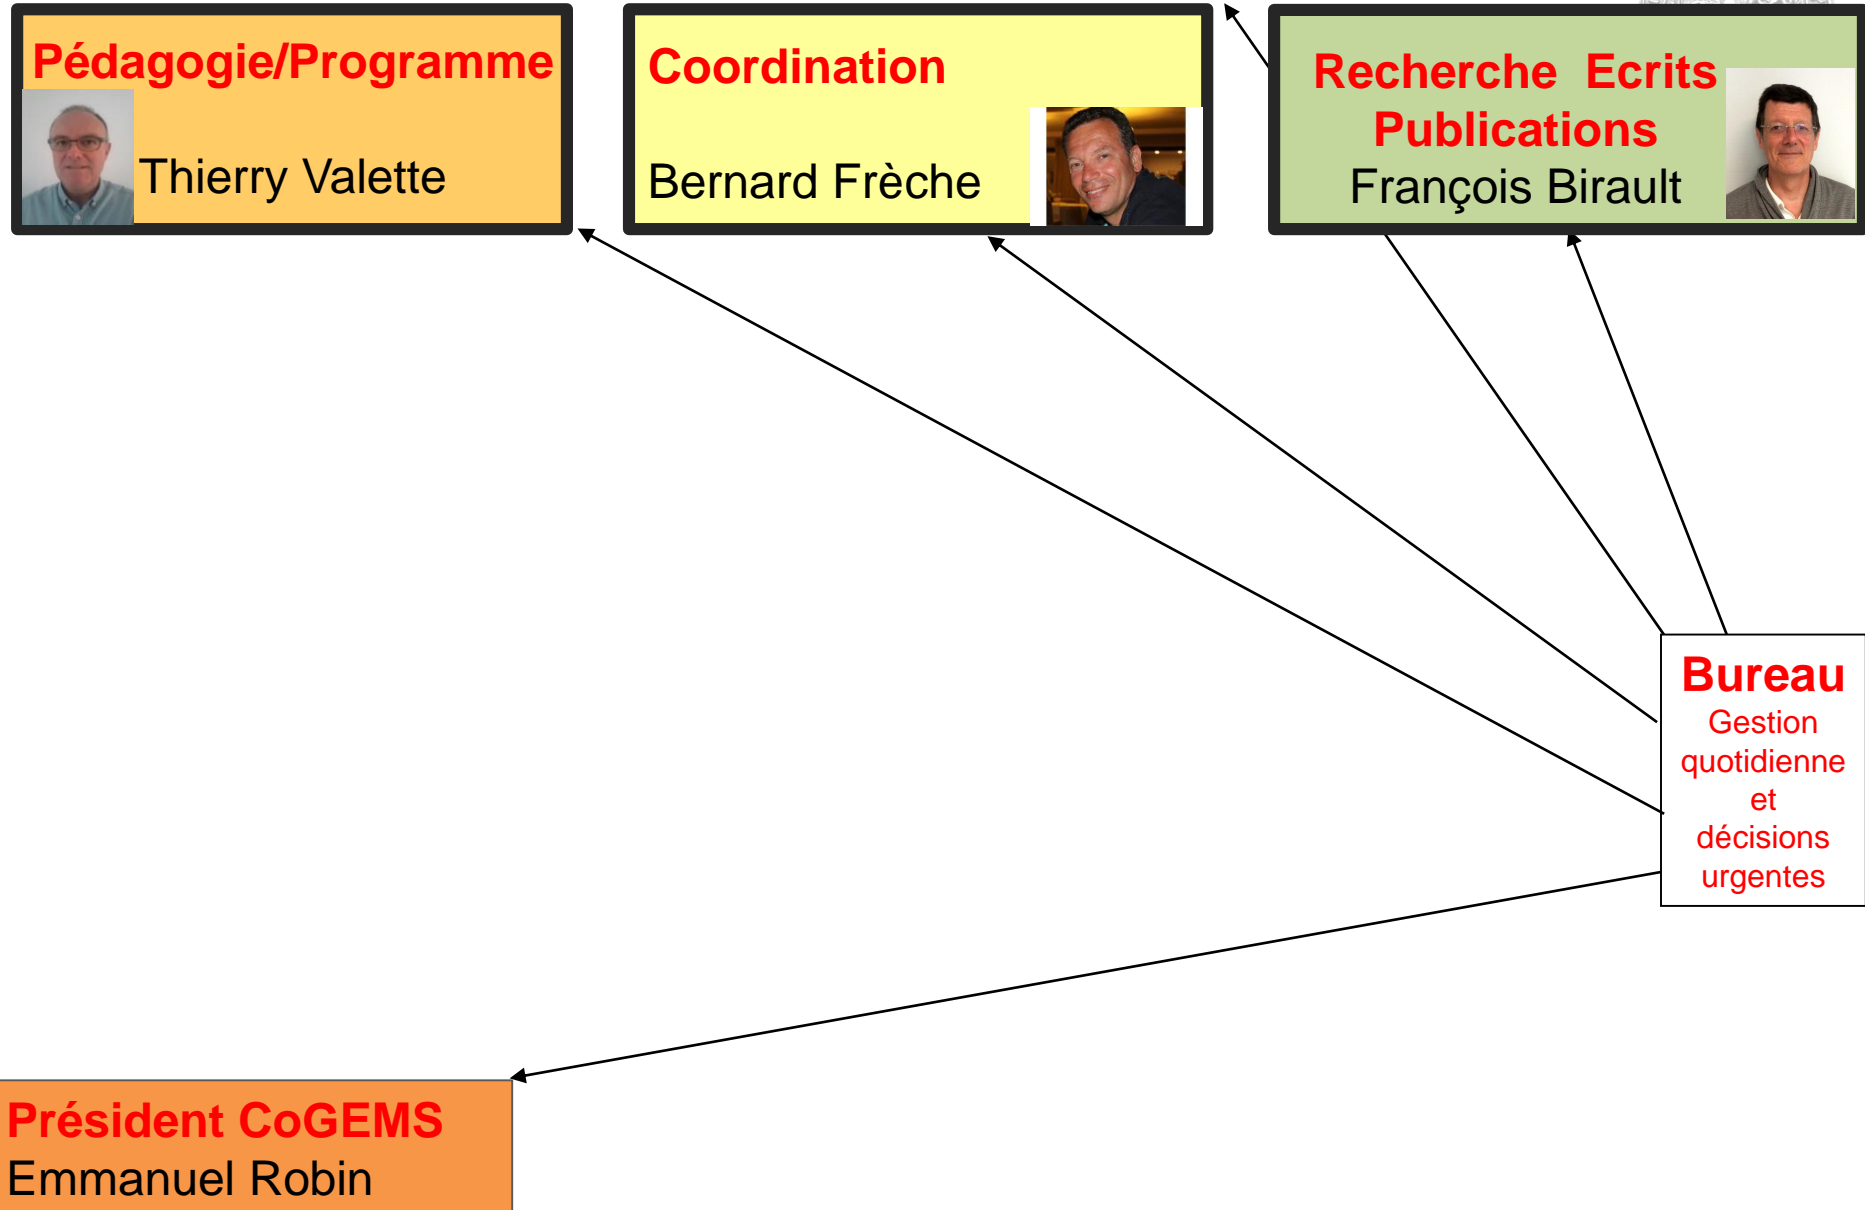 Pédagogie/Programme
Thierry Valette
Coordination
Bernard Frèche
Recherche Ecrits
Publications
François Birault
Bureau
Gestion
quotidienne
et
décisions
urgentes
Président CoGEMS
Emmanuel Robin